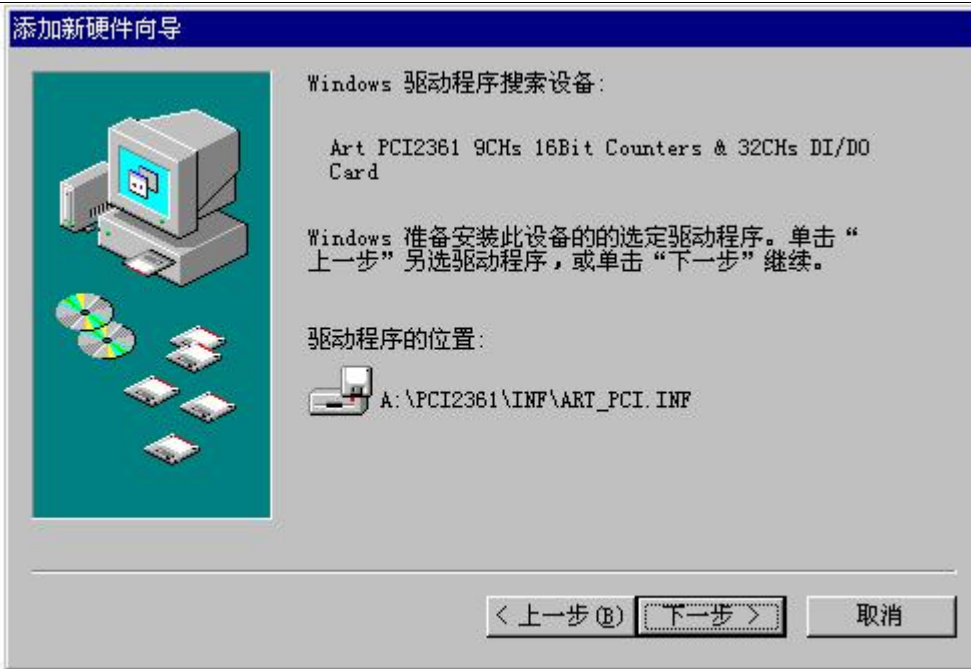 添加新硬件向导
Windows 驱动程序搜索设备:
Art PCI2361 9CHs 16Bit Counters & 32CHs DI/DO
Card
Windows 准备安装此设备的的选定驱动程序。单击“
上一步”另选驱动程序，或单击“下一步”继续。
驱动程序的位置:
A:\PCI2361\INF\ART_PCI.INF
< 上一步(B)
下一步 >
取消